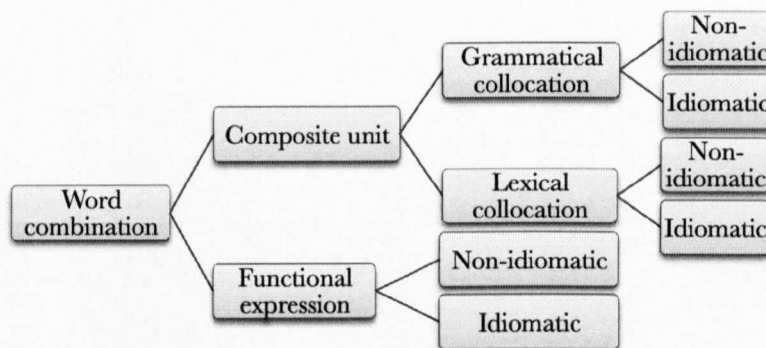 Word
combination
Composite unit
Functional
expression
Grammatical
collocation
Lexical
collocation
Non-idiomatic
Idiomatic
Non-
idiomatic
Idiomatic
Non-
idiomatic
Idiomatic